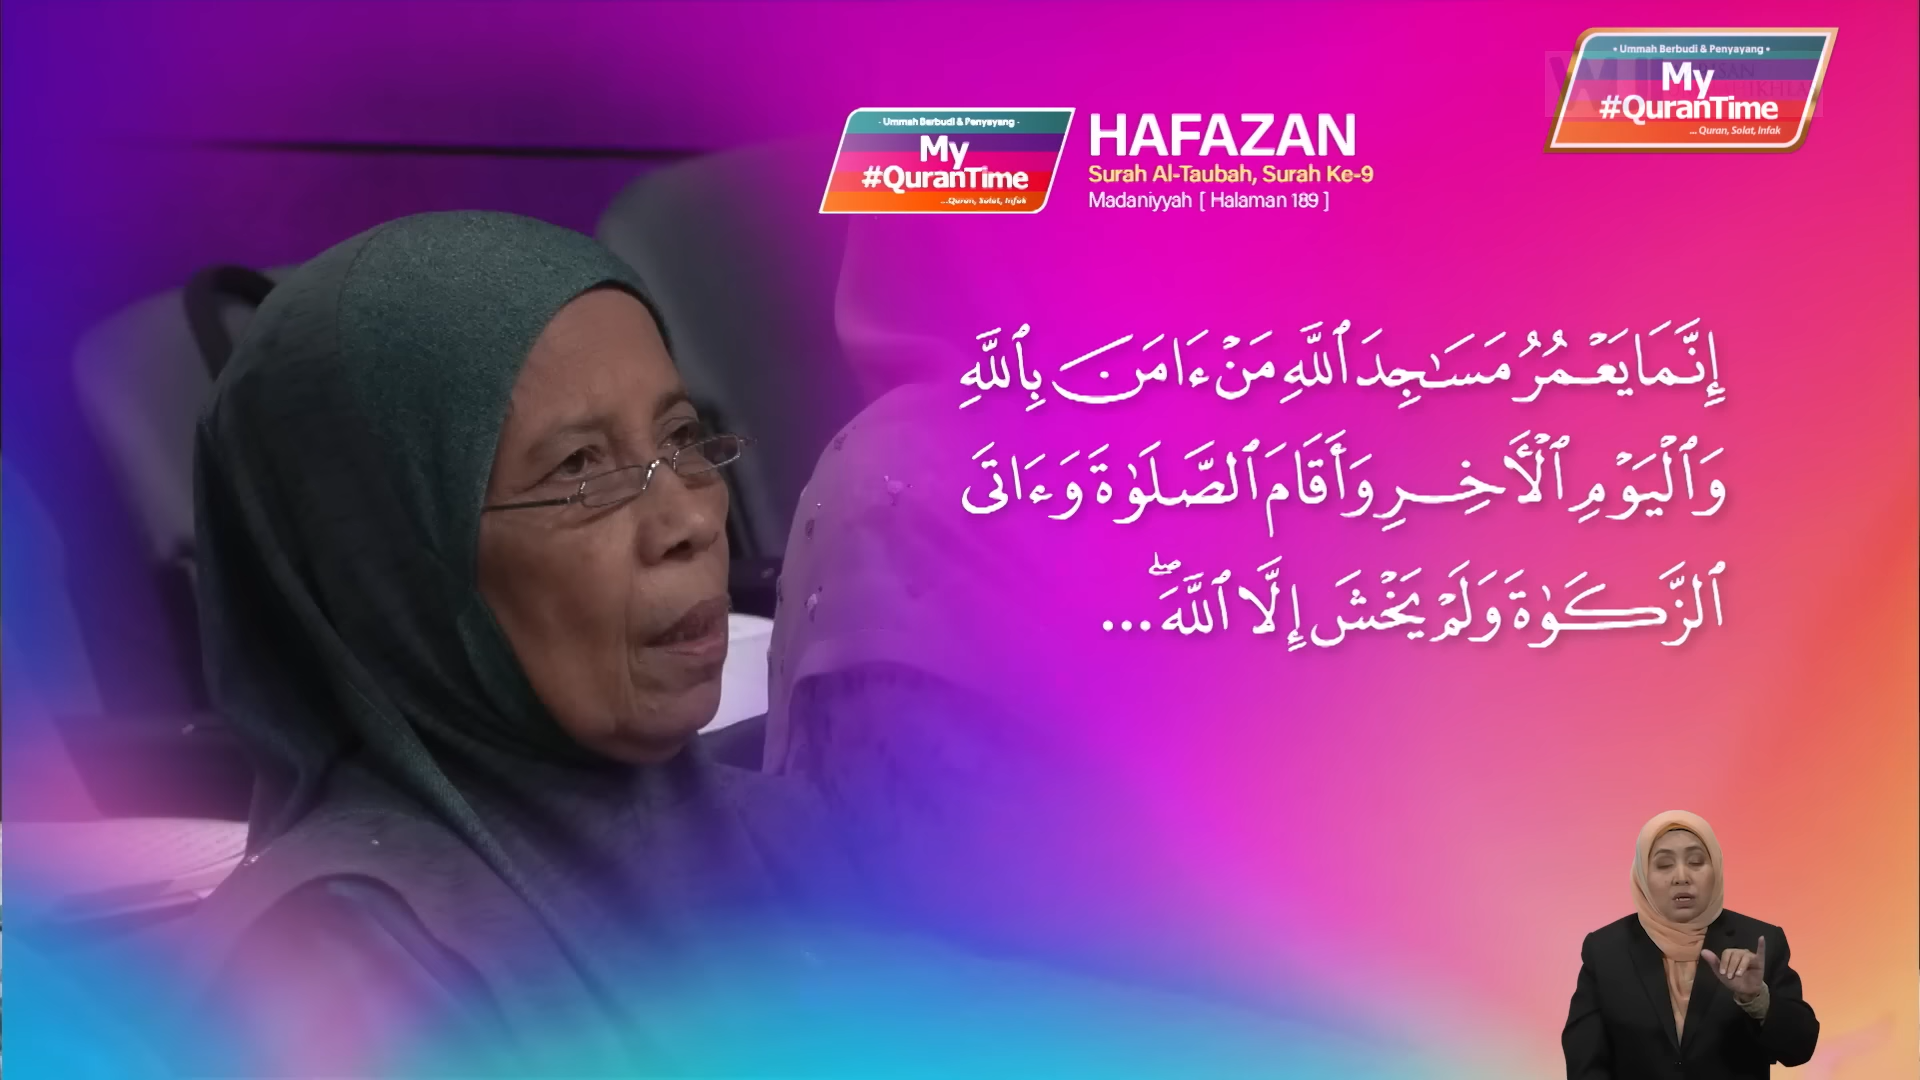 • Ummah Berbudi & Penyayang •
My
#QuranTime
... Quran, Solat, Infak
- Ummah Berbudi & Penyayang -
My
#QuranTime
...Quran, Solat, Infak
HAFAZAN
Surah Al-Taubah, Surah Ke-9
Madaniyyah [ Halaman 189 ]
إِنَّمَا يَعْمُرُ مَسَـٰجِدَ ٱللَّهِ مَنْ ءَامَنَ بِٱللَّهِ
وَٱلْيَوْمِ ٱلْأَخِرِ وَأَقَامَ ٱلصَّلَوٰةَ وَءَاتَى
ٱلزَّكَوٰةَ وَلَمْ يَخْشَ إِلَّا ٱللَّهَ ۖ ...